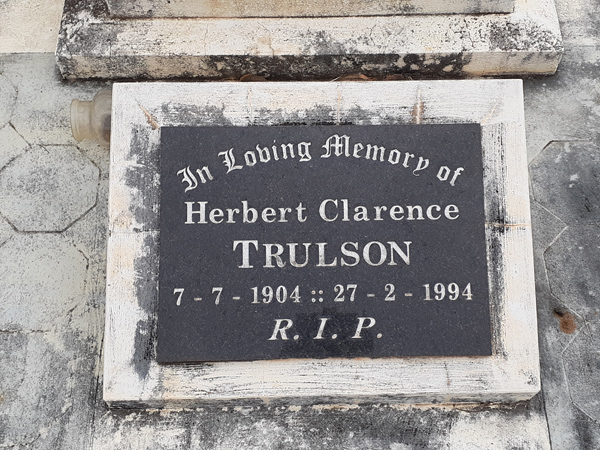 In Loving Memory of
Herbert Clarence
TRULSON
7 - 7 - 1904 :: 27 - 2 - 1994
R. I. P.